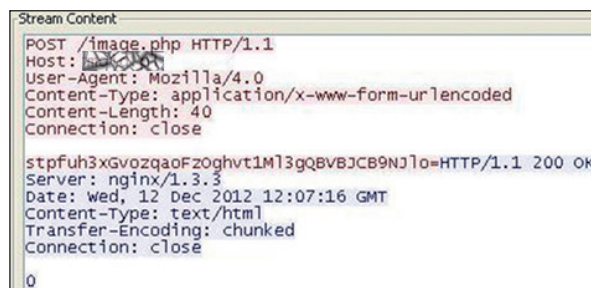 Stream Content
POST /image.php HTTP/1.1
Host:
User-Agent: Mozilla/4.0
Content-Type: application/x-www-form-urlencoded
Content-Length: 40
Connection: close

stpfuh3xGvozqaoFzOghvt1Ml3gQBVBJCB9NJlo=HTTP/1.1 200 OK
Server: nginx/1.3.3
Date: Wed, 12 Dec 2012 12:07:16 GMT
Content-Type: text/html
Transfer-Encoding: chunked
Connection: close

0